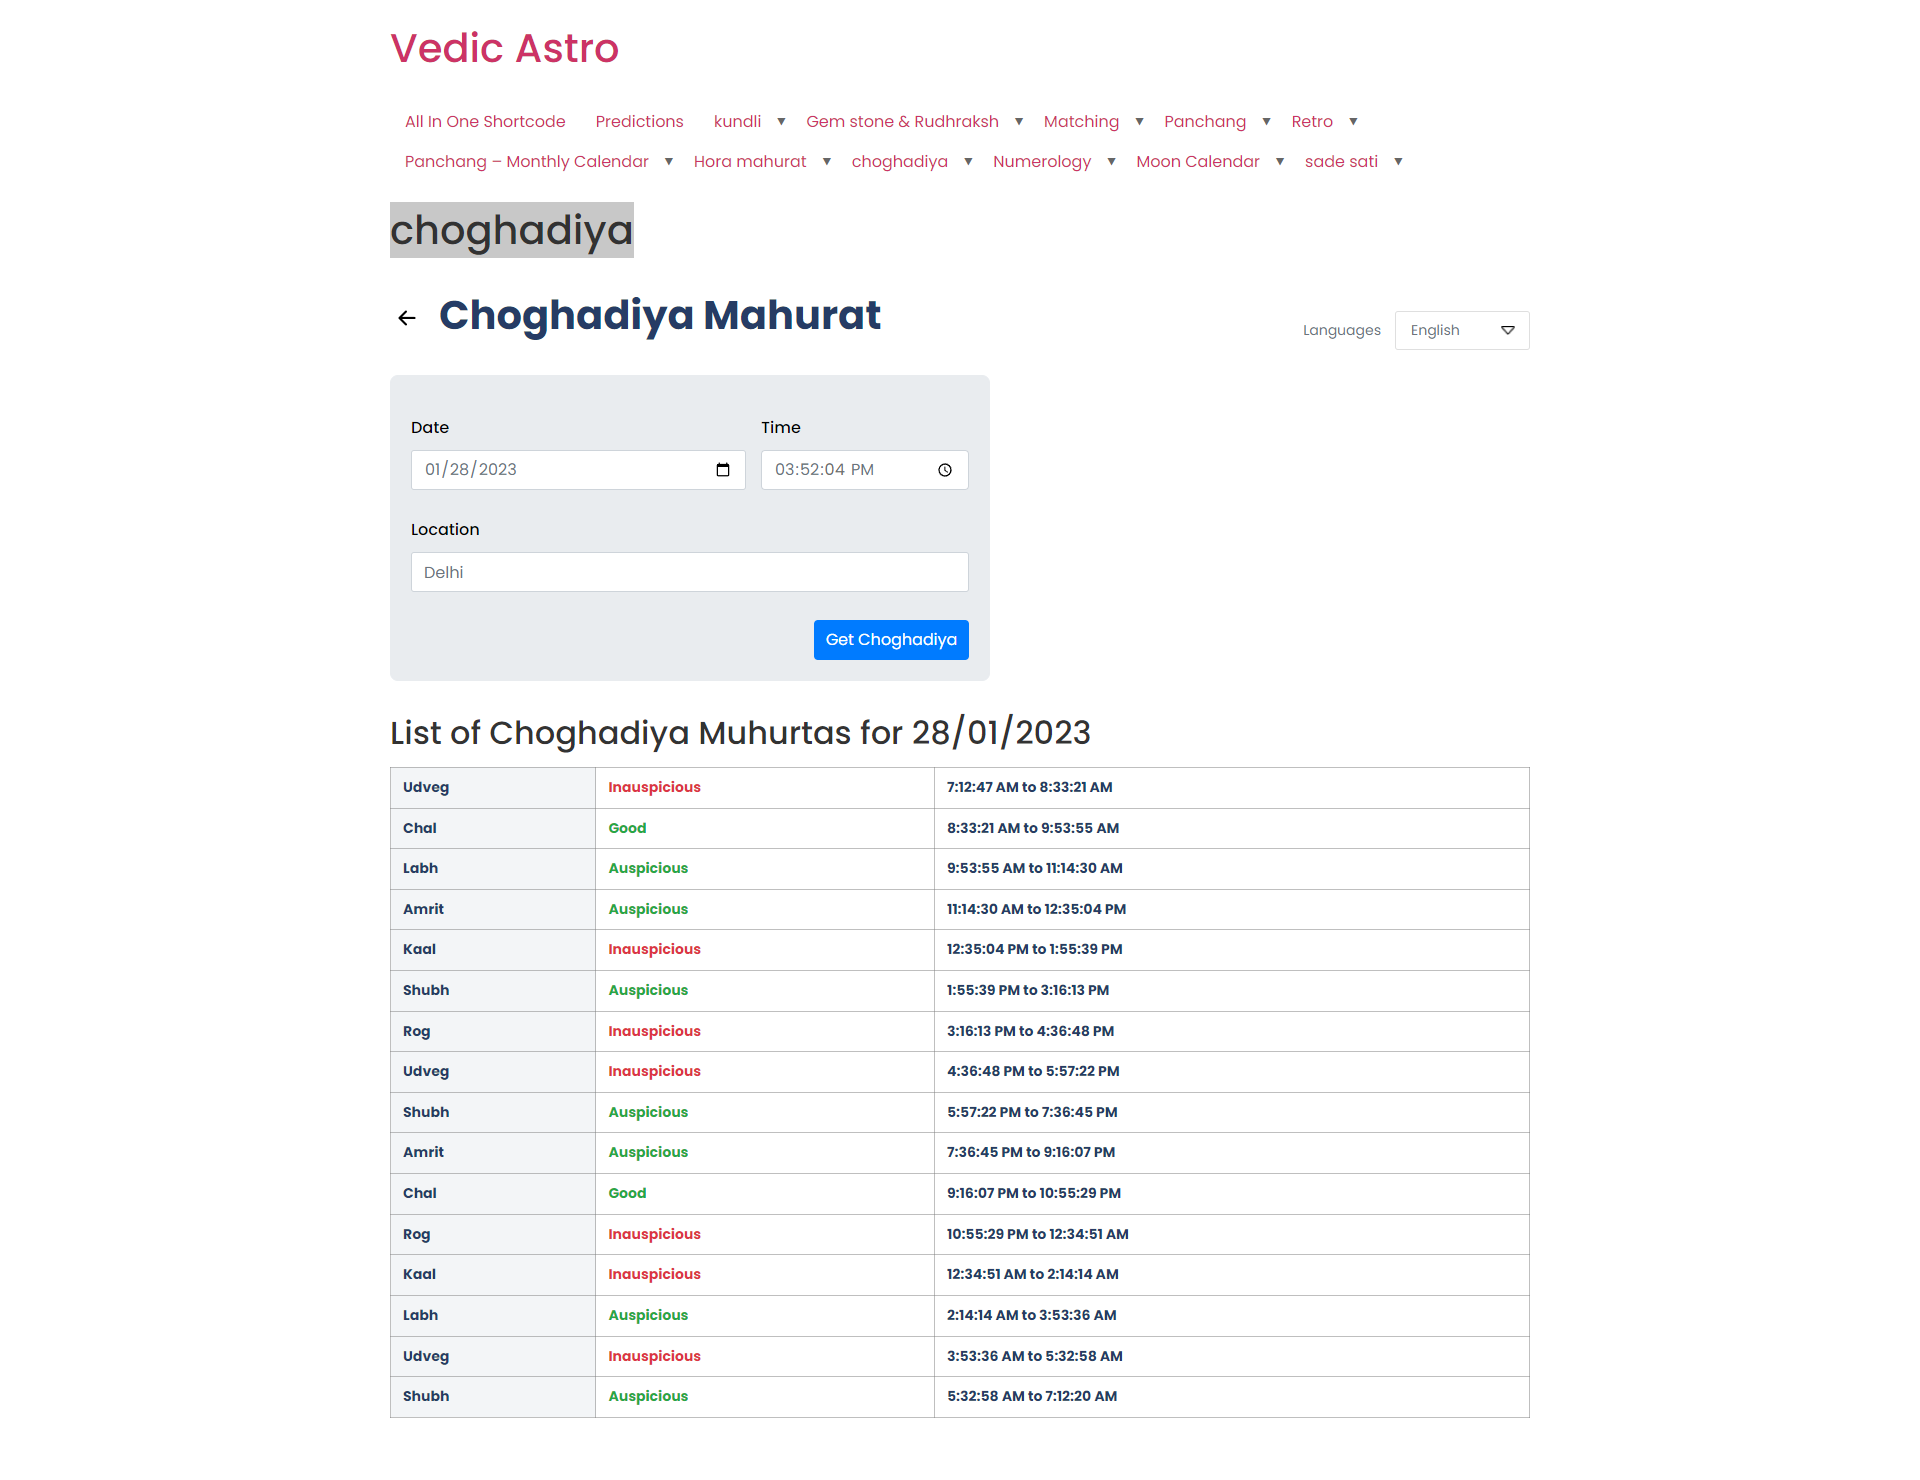 Vedic Astro
All In One Shortcode Predictions kundli ▼ Gem stone & Rudhraksh ▼ Matching ▼ Panchang ▼ Retro ▼
Panchang – Monthly Calendar ▼ Hora mahurat ▼ choghadiya ▼ Numerology ▼ Moon Calendar ▼ sade sati ▼
choghadiya
← Choghadiya Mahurat
Languages English
Date Time
01/28/2023 03:52:04 PM
Location
Delhi
Get Choghadiya
List of Choghadiya Muhurtas for 28/01/2023
Udveg Inauspicious 7:12:47 AM to 8:33:21 AM
Chal Good 8:33:21 AM to 9:53:55 AM
Labh Auspicious 9:53:55 AM to 11:14:30 AM
Amrit Auspicious 11:14:30 AM to 12:35:04 PM
Kaal Inauspicious 12:35:04 PM to 1:55:39 PM
Shubh Auspicious 1:55:39 PM to 3:16:13 PM
Rog Inauspicious 3:16:13 PM to 4:36:48 PM
Udveg Inauspicious 4:36:48 PM to 5:57:22 PM
Shubh Auspicious 5:57:22 PM to 7:36:45 PM
Amrit Auspicious 7:36:45 PM to 9:16:07 PM
Chal Good 9:16:07 PM to 10:55:29 PM
Rog Inauspicious 10:55:29 PM to 12:34:51 AM
Kaal Inauspicious 12:34:51 AM to 2:14:14 AM
Labh Auspicious 2:14:14 AM to 3:53:36 AM
Udveg Inauspicious 3:53:36 AM to 5:32:58 AM
Shubh Auspicious 5:32:58 AM to 7:12:20 AM